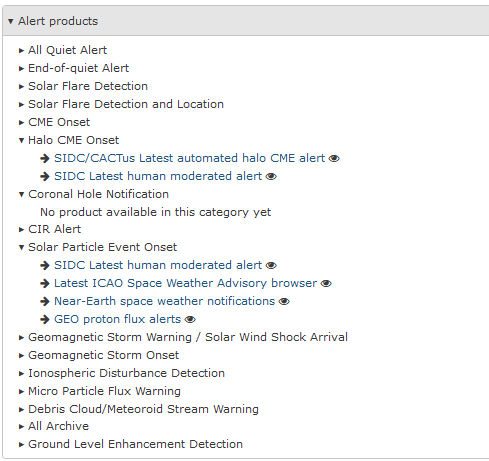 Alert products
All Quiet Alert
End-of-quiet Alert
Solar Flare Detection
Solar Flare Detection and Location
CME Onset
Halo CME Onset
SIDC/CACTus Latest automated halo CME alert
SIDC Latest human moderated alert
Coronal Hole Notification
No product available in this category yet
CIR Alert
Solar Particle Event Onset
SIDC Latest human moderated alert
Latest ICAO Space Weather Advisory browser
Near-Earth space weather notifications
GEO proton flux alerts
Geomagnetic Storm Warning / Solar Wind Shock Arrival
Geomagnetic Storm Onset
Ionospheric Disturbance Detection
Micro Particle Flux Warning
Debris Cloud/Meteoroid Stream Warning
All Archive
Ground Level Enhancement Detection